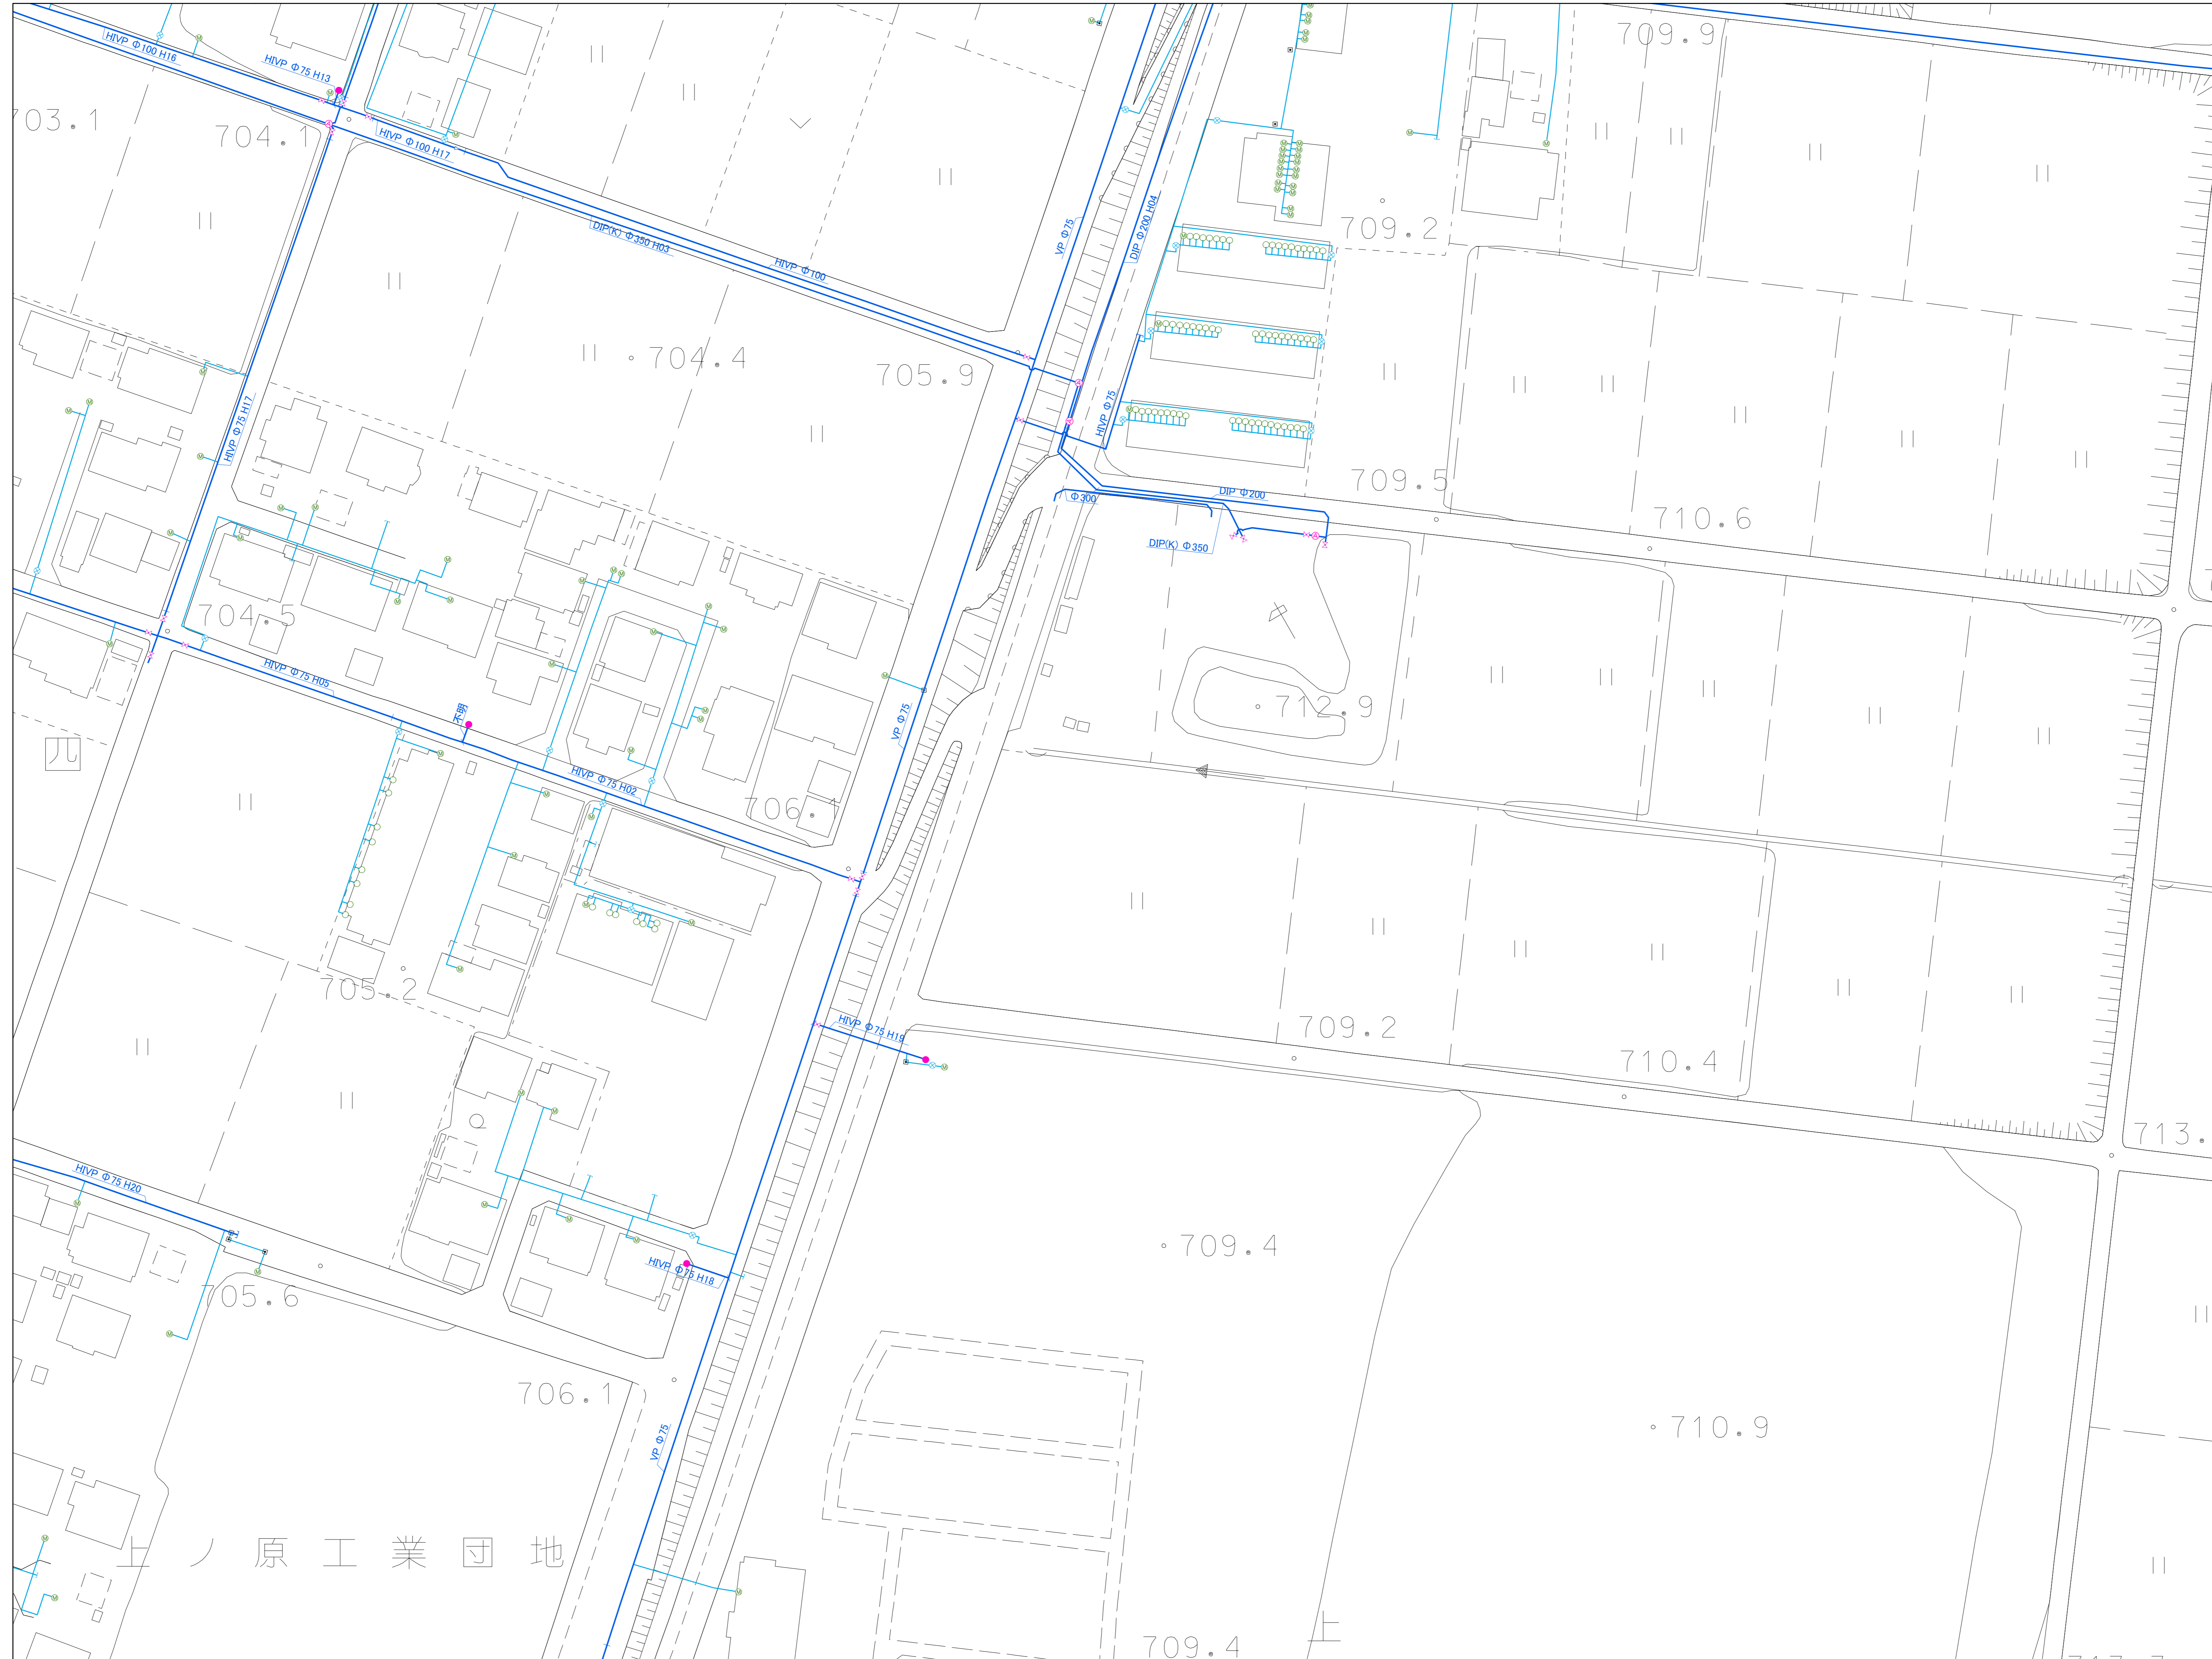 HIVP Φ100 H16
HIVP Φ75 H13
709.9
703.1
704.1
HIVP Φ100 H17
DIP(K) Φ350 H03
HIVP Φ100
VP Φ75
DIP Φ200 H04
709.2
704.4
705.9
HIVP Φ75 H17
HIVP Φ75
709.5
Φ300
DIP Φ200
710.6
DIP(K) Φ350
704.5
HIVP Φ75 H05
不明
VP Φ75
712.9
HIVP Φ75 H02
706.1
705.2
HIVP Φ75 H19
709.2
710.4
713.
HIVP Φ75 H20
709.4
HIVP Φ75 H18
705.6
706.1
VP Φ75
710.9
上ノ原工業団地
上
709.4